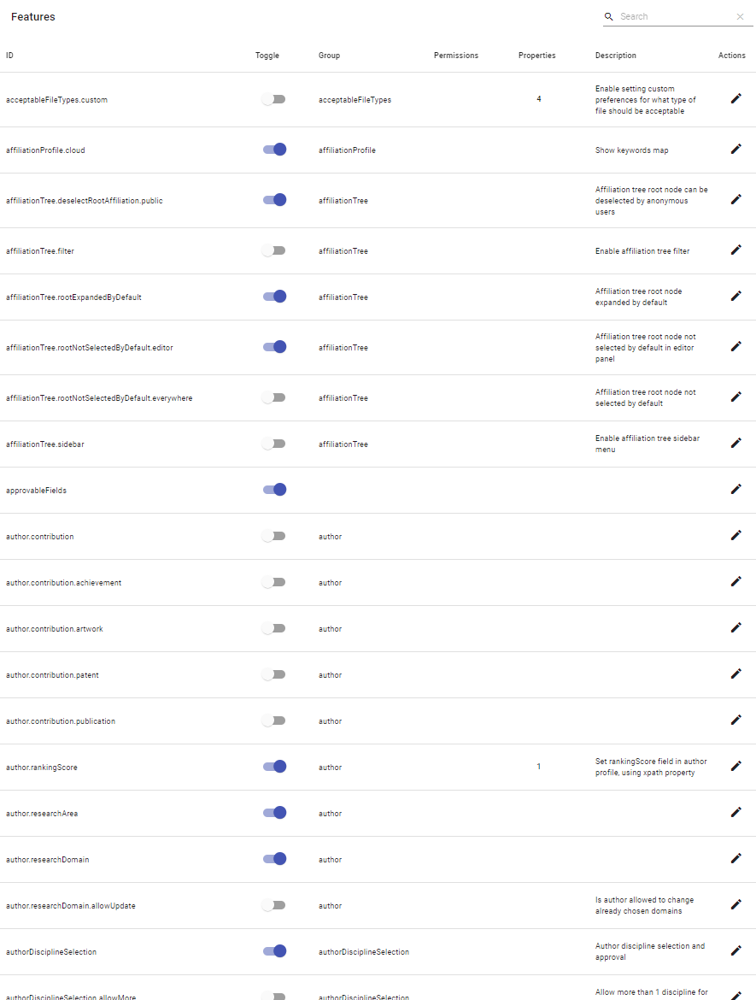 Features
Search
ID Toggle Group Permissions Properties Description Actions
acceptableFileTypes.custom acceptableFileTypes 4 Enable setting custom
preferences for what type of
file should be acceptable
affiliationProfile.cloud affiliationProfile Show keywords map
affiliationTree.deselectRootAffiliation.public affiliationTree Affiliation tree root node can be
deselected by anonymous
users
affiliationTree.filter affiliationTree Enable affiliation tree filter
affiliationTree.rootExpandedByDefault affiliationTree Affiliation tree root node
expanded by default
affiliationTree.rootNotSelectedByDefault.editor affiliationTree Affiliation tree root node not
selected by default in editor
panel
affiliationTree.rootNotSelectedByDefault.everywhere affiliationTree Affiliation tree root node not
selected by default
affiliationTree.sidebar affiliationTree Enable affiliation tree sidebar
menu
approvableFields
author.contribution author
author.contribution.achievement author
author.contribution.artwork author
author.contribution.patent author
author.contribution.publication author
author.rankingScore author 1 Set rankingScore field in author
profile, using xpath property
author.researchArea author
author.researchDomain author
author.researchDomain.allowUpdate author Is author allowed to change
already chosen domains
authorDisciplineSelection authorDisciplineSelection Author discipline selection and
approval
authorDisciplineSelection.allowMore authorDisciplineSelection Allow more than 1 discipline for